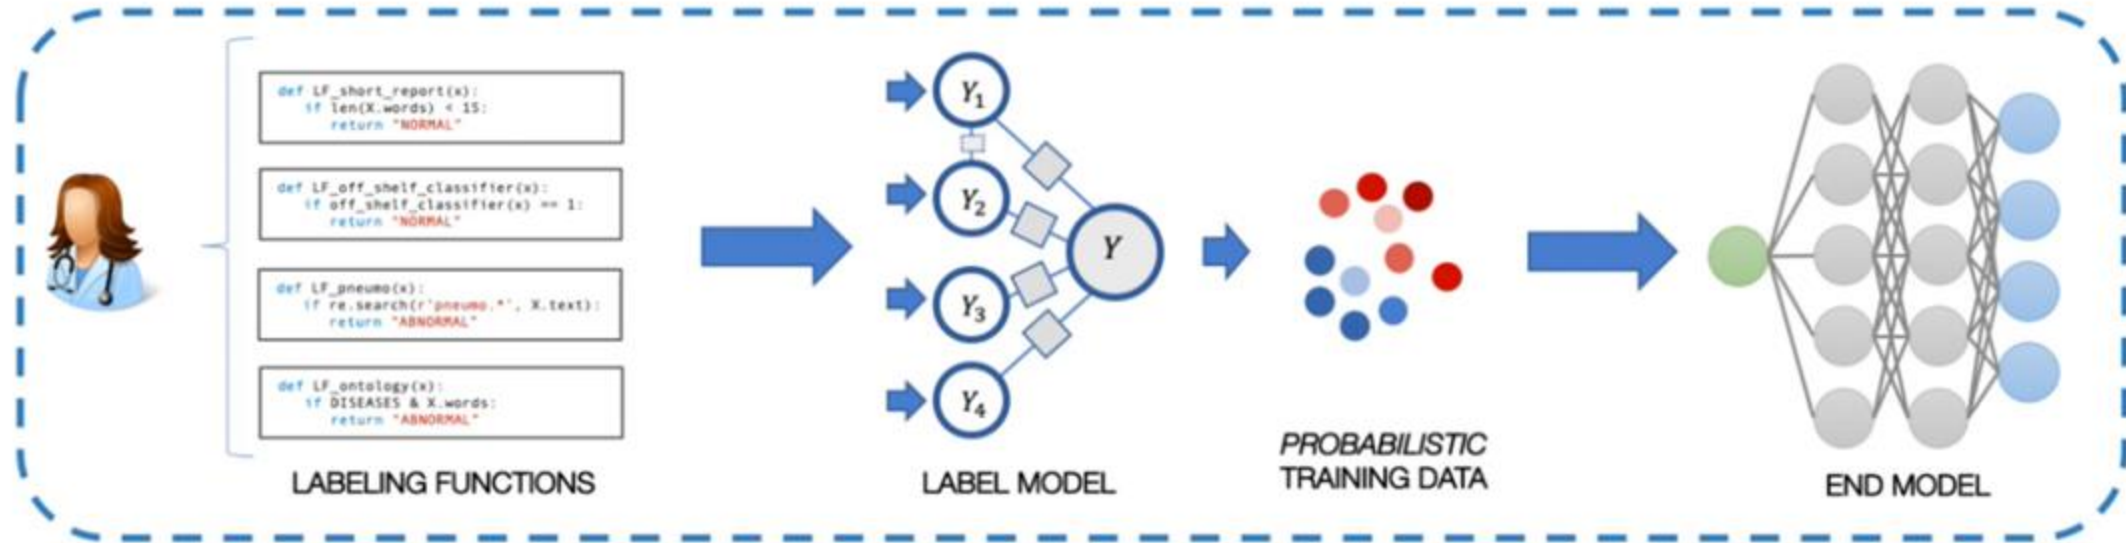 def LF_short_report(x):
if len(X.words) < 15:
return "NORMAL"
def LF_off_shelf_classifier(x):
if off_shelf_classifier(x) == 1:
return "NORMAL"
def LF_pneumo(x):
if re.search(r'pneumo.*', X.text):
return "ABNORMAL"
def LF_ontology(x):
if DISEASES & X.words:
return "ABNORMAL"
LABELING FUNCTIONS
Y1
Y2
Y3
Y4
Y
LABEL MODEL
PROBABILISTIC
TRAINING DATA
END MODEL